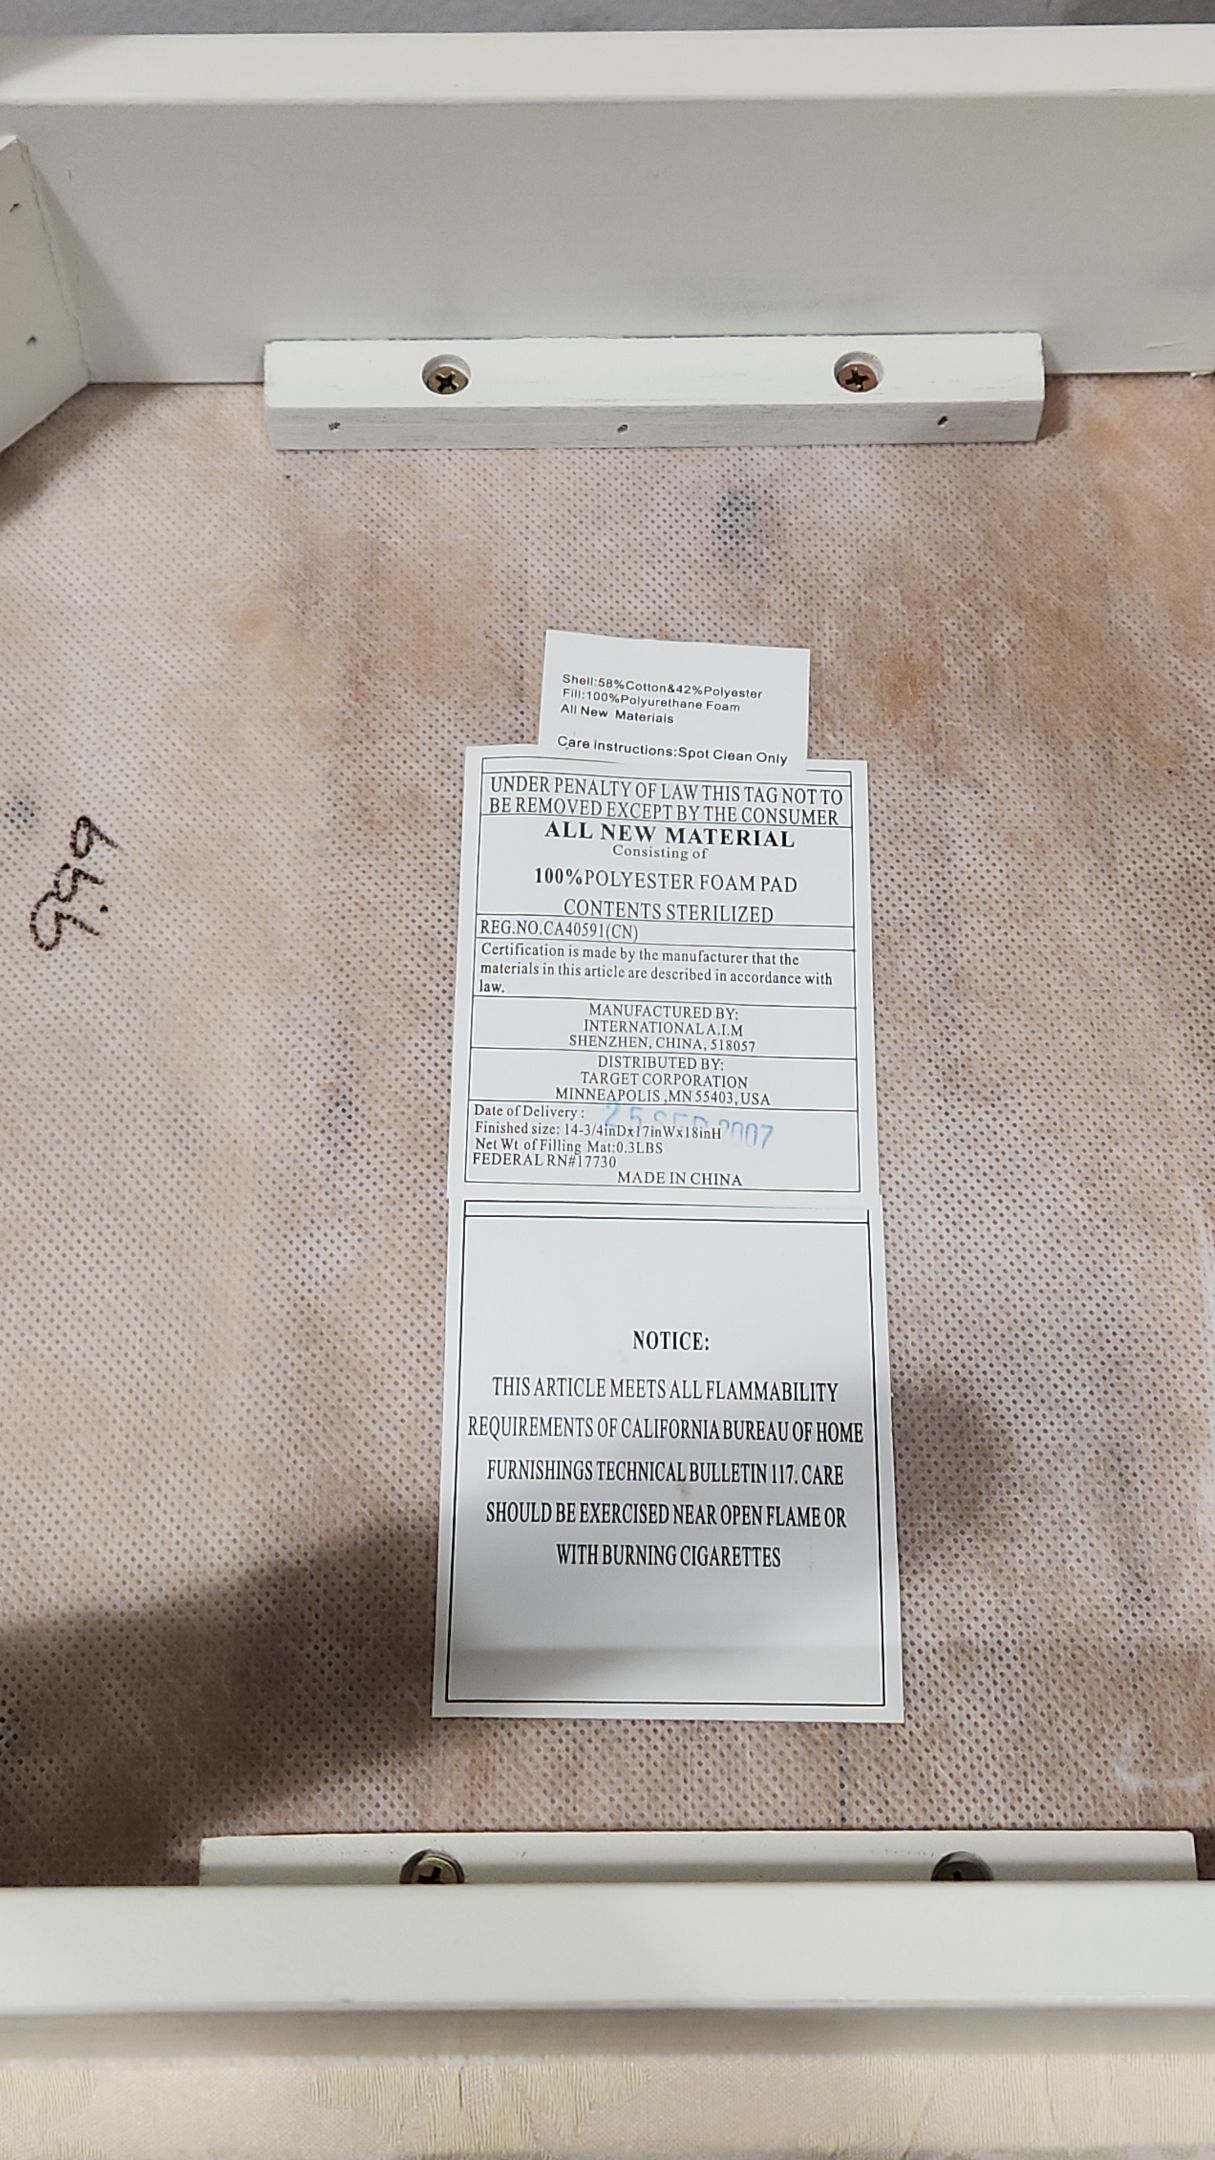 Shell:58%Cotton&42%Polyester
Fill:100%Polyurethane Foam
All New Materials
Care instructions:Spot Clean Only
UNDER PENALTY OF LAW THIS TAG NOT TO
BE REMOVED EXCEPT BY THE CONSUMER
ALL NEW MATERIAL
Consisting of
100%POLYESTER FOAM PAD
CONTENTS STERILIZED
REG.NO.CA40591(CN)
Certification is made by the manufacturer that the
materials in this article are described in accordance with
law.
MANUFACTURED BY:
INTERNATIONAL A.I.M
SHENZHEN, CHINA, 518057
DISTRIBUTED BY:
TARGET CORPORATION
MINNEAPOLIS ,MN 55403, USA
Date of Delivery : 25 SEP 2007
Finished size: 14-3/4inDx17inWx18inH
Net Wt of Filling Mat:0.3LBS
FEDERAL RN#17730
MADE IN CHINA
NOTICE:
THIS ARTICLE MEETS ALL FLAMMABILITY
REQUIREMENTS OF CALIFORNIA BUREAU OF HOME
FURNISHINGS TECHNICAL BULLETIN 117. CARE
SHOULD BE EXERCISED NEAR OPEN FLAME OR
WITH BURNING CIGARETTES